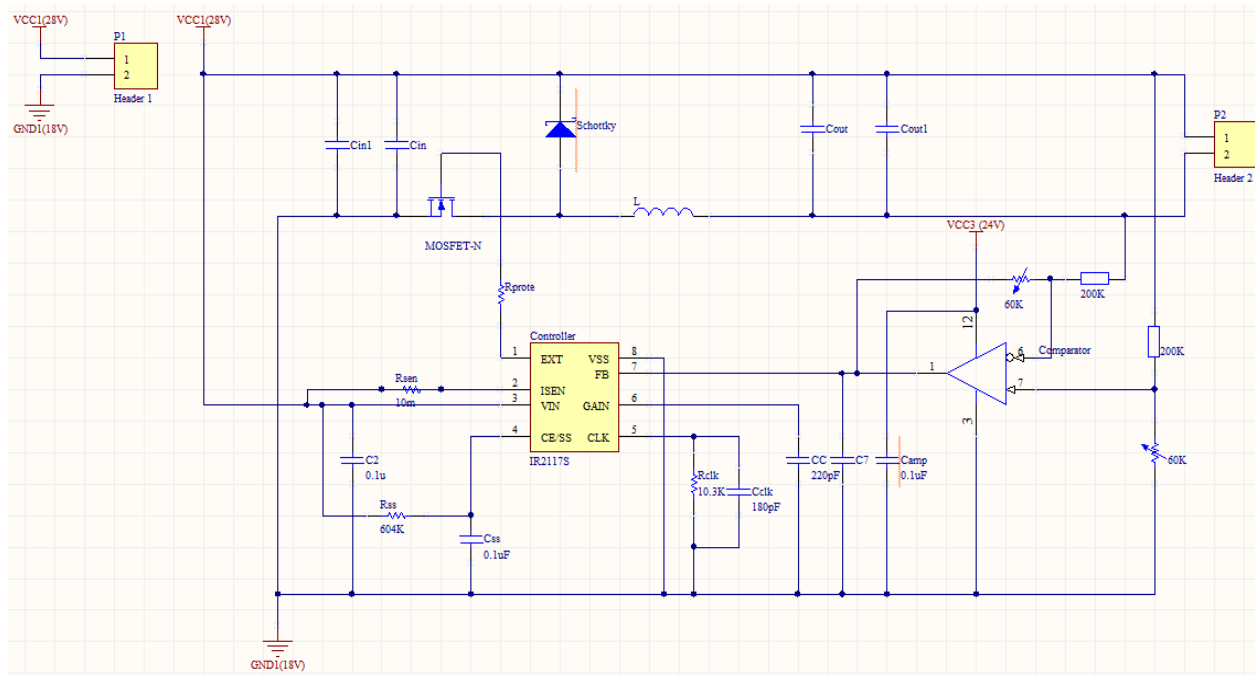 VCC1(28V)
VCC1(28V)
P1
1
2
Header 1
GND1(18V)
Cin1
Cin
Schottky
Cout
Cout1
P2
1
2
Header 2
L
MOSFET-N
VCC3 (24V)
Rprote
60K
200K
12
Controller
6
Comparator
200K
1
EXT
VSS
8
FB
7
1
Rsen
10m
2
ISEN
7
3
VIN
GAIN
6
3
4
CE/SS
CLK
5
IR2117S
C2
0.1u
Rclk
10.3K
Cclk
180pF
CC
220pF
C7
Camp
0.1uF
60K
Rss
604K
Css
0.1uF
GND1(18V)